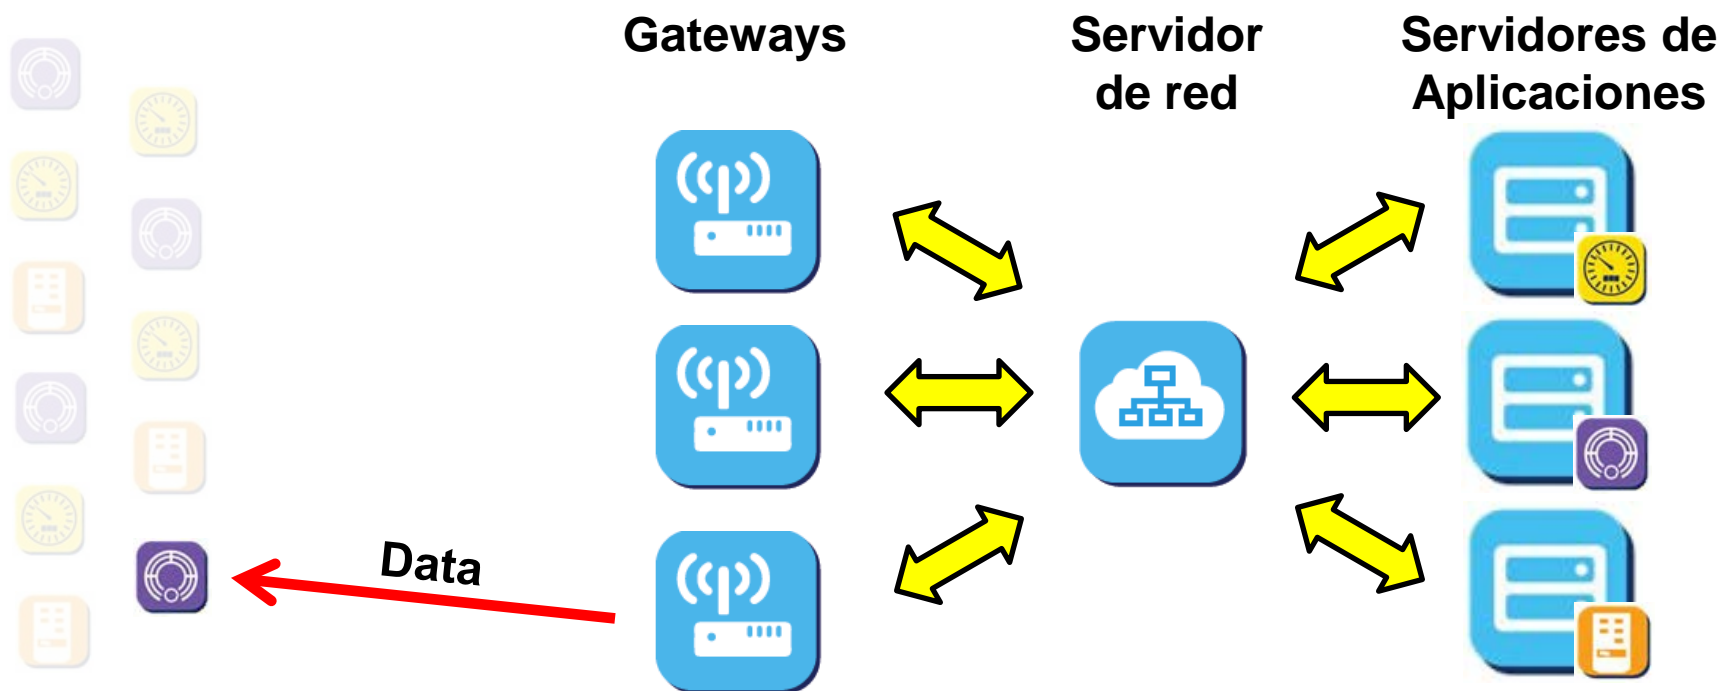 Gateways
Servidor
de red
Servidores de
Aplicaciones
Data